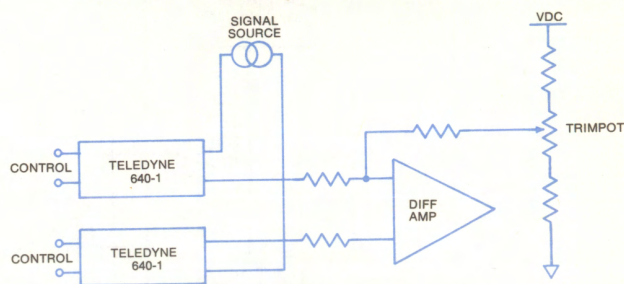 SIGNAL
SOURCE
VDC
TRIMPOT
CONTROL
TELEDYNE
640-1
DIFF
AMP
CONTROL
TELEDYNE
640-1